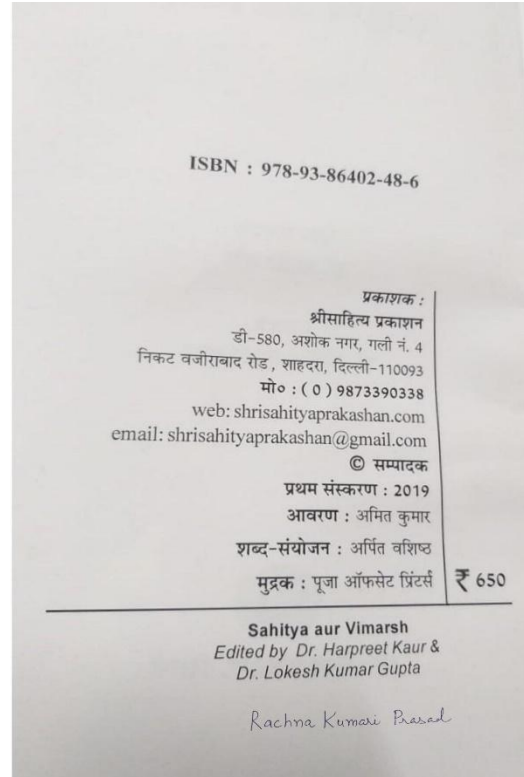 ISBN : 978-93-86402-48-6
प्रकाशक :
श्रीसाहित्य प्रकाशन
डी-580, अशोक नगर, गली नं. 4
निकट वजीराबाद रोड, शाहदरा, दिल्ली-110093
मो० : ( 0 ) 9873390338
web: shrisahityaprakashan.com
email: shrisahityaprakashan@gmail.com
© सम्पादक
प्रथम संस्करण : 2019
आवरण : अमित कुमार
शब्द-संयोजन : अर्पित वशिष्ठ
मुद्रक : पूजा ऑफसेट प्रिंटर्स
₹ 650
Sahitya aur Vimarsh
Edited by Dr. Harpreet Kaur &
Dr. Lokesh Kumar Gupta
Rachna Kumari Prasad